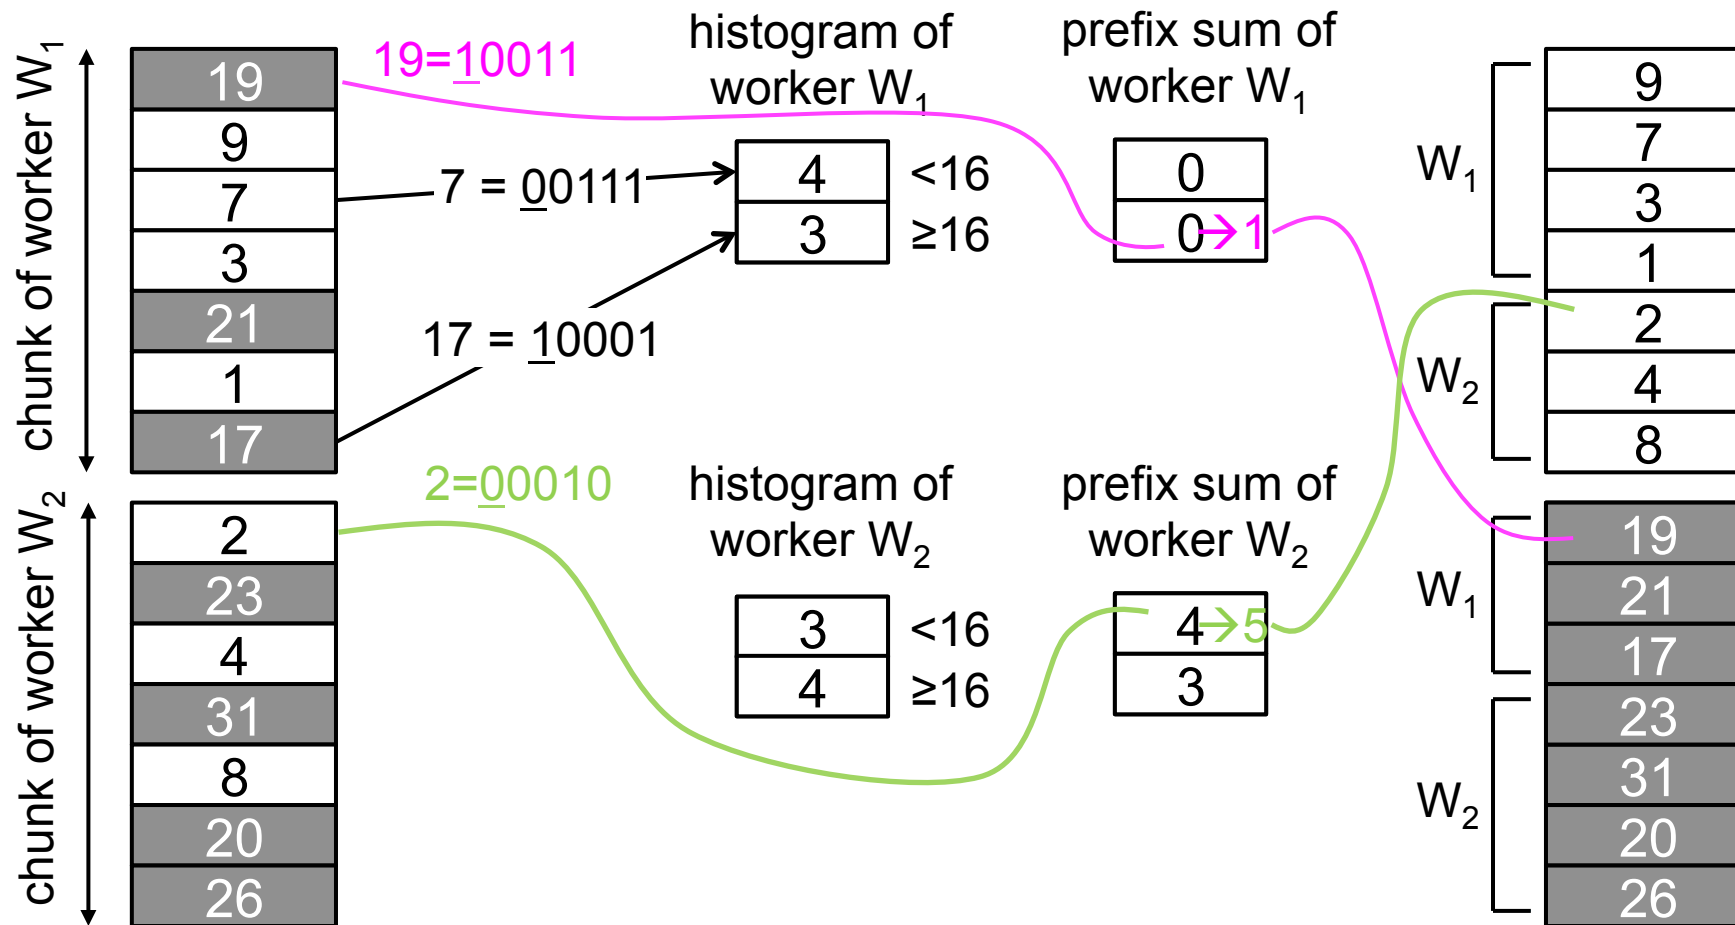 chunk of worker W1
19
9
7
3
21
1
17
chunk of worker W2
2
23
4
31
8
20
26
19=10011
7 = 00111
17 = 10001
2=00010
histogram of
worker W1
4 <16
3 ≥16
prefix sum of
worker W1
0
0→1
histogram of
worker W2
3 <16
4 ≥16
prefix sum of
worker W2
4→5
3
W1
9
7
3
1
W2
2
4
8
W1
19
21
17
W2
23
31
20
26